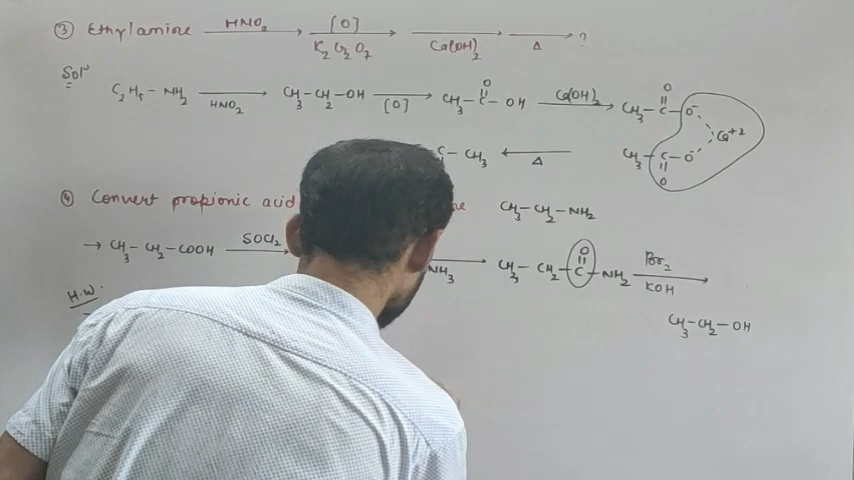 ③ Ethylamine —HNO₂→ —[O] K₂Cr₂O₇→ —Ca(OH)₂→ —Δ→ ?
Solⁿ
C₂H₅–NH₂ —HNO₂→ CH₃–CH₂–OH —[O]→ CH₃–C(=O)–OH —Ca(OH)₂→ CH₃–C(=O)–O⁻
Ca⁺²
CH₃–C(=O)–O⁻
C–CH₃ ←Δ—
④ Convert propionic acid
CH₃–CH₂–NH₂
→ CH₃–CH₂–COOH —SOCl₂→ NH₃→ CH₃–CH₂–C(=O)–NH₂ —Br₂ KOH→
H.W.
CH₃–CH₂–OH